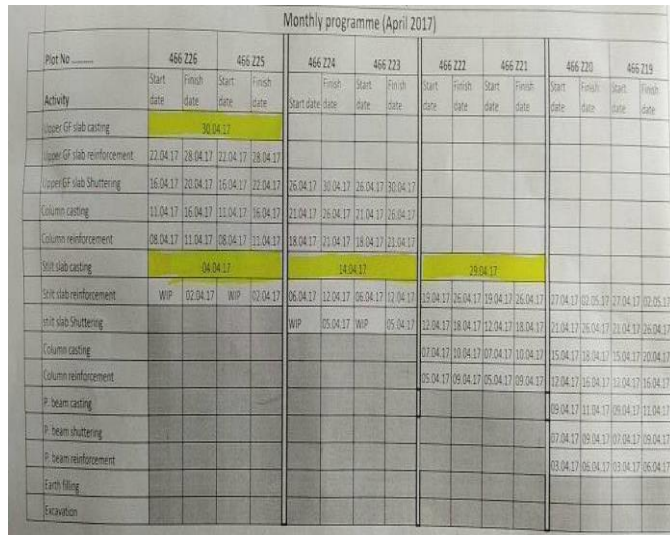 Monthly programme (April 2017)
Plot No ......... 466 Z26 466 Z25 466 Z24 466 Z23 466 Z22 466 Z21 466 Z20 466 Z19
Activity Start date Finish date Start date Finish date Start date Finish date Start date Finish date Start date Finish date Start date Finish date Start date Finish date Start date Finish date
Upper GF slab casting 30.04.17
Upper GF slab reinforcement 22.04.17 28.04.17 22.04.17 28.04.17
Upper GF slab Shuttering 16.04.17 20.04.17 16.04.17 22.04.17 26.04.17 30.04.17 26.04.17 30.04.17
Column casting 11.04.17 16.04.17 11.04.17 16.04.17 21.04.17 26.04.17 21.04.17 26.04.17
Column reinforcement 08.04.17 11.04.17 08.04.17 11.04.17 18.04.17 21.04.17 18.04.17 21.04.17
Stilt slab casting 04.04.17 14.04.17 29.04.17
Stilt slab reinforcement WIP 02.04.17 WIP 02.04.17 06.04.17 12.04.17 06.04.17 12.04.17 19.04.17 26.04.17 19.04.17 26.04.17 27.04.17 02.05.17 27.04.17 02.05.17
stilt slab Shuttering WIP 05.04.17 WIP 05.04.17 12.04.17 18.04.17 12.04.17 18.04.17 21.04.17 26.04.17 21.04.17 26.04.17
Column casting 07.04.17 10.04.17 07.04.17 10.04.17 15.04.17 18.04.17 15.04.17 20.04.17
Column reinforcement 05.04.17 09.04.17 05.04.17 09.04.17 12.04.17 16.04.17 12.04.17 16.04.17
P. beam casting 09.04.17 11.04.17 09.04.17 11.04.17
P. beam shuttering 07.04.17 09.04.17 07.04.17 09.04.17
P. beam reinforcement 03.04.17 06.04.17 03.04.17 06.04.17
Earth filling
Excavation